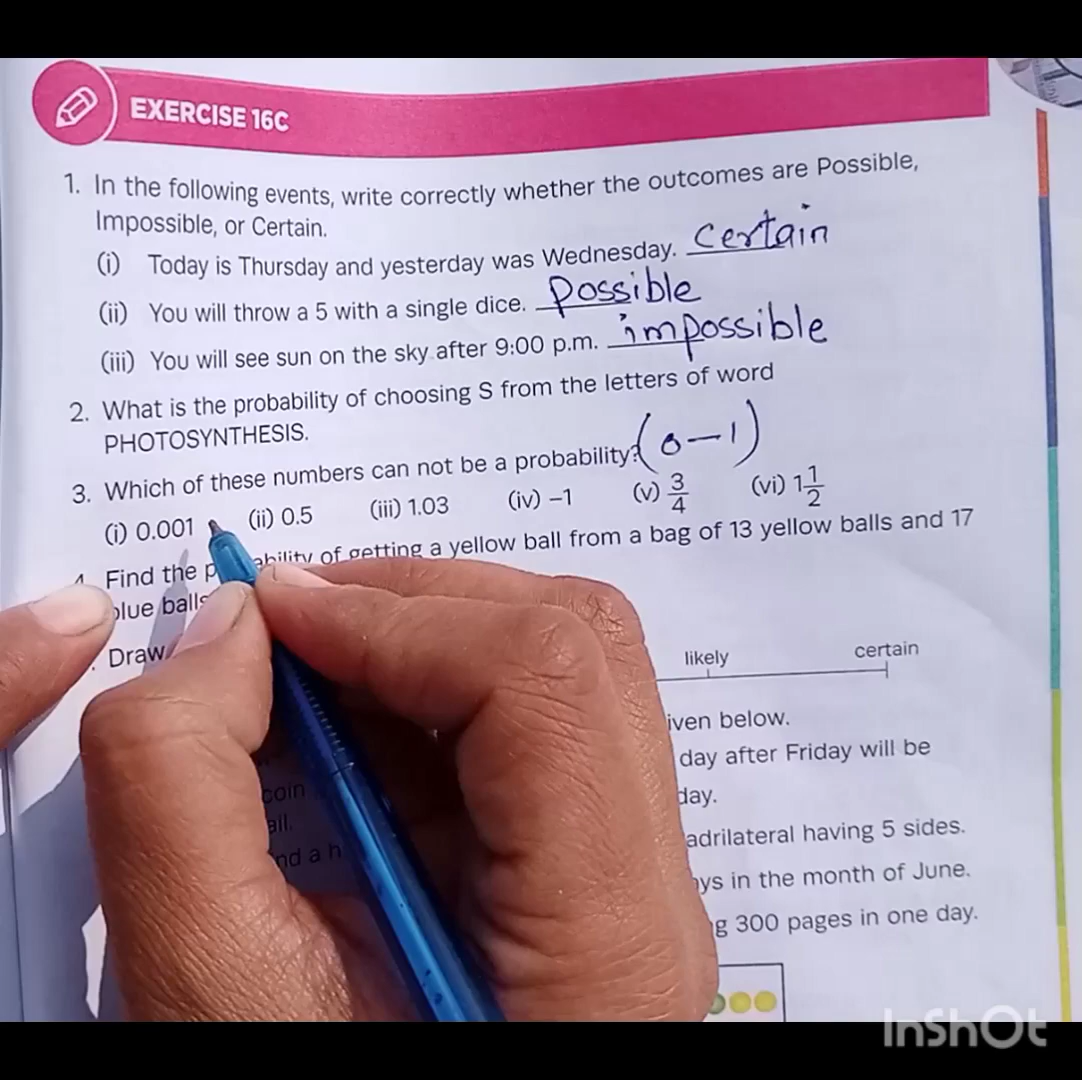 EXERCISE 16C
1. In the following events, write correctly whether the outcomes are Possible,
Impossible, or Certain.
(i) Today is Thursday and yesterday was Wednesday. certain
(ii) You will throw a 5 with a single dice. possible
(iii) You will see sun on the sky after 9:00 p.m. impossible
2. What is the probability of choosing S from the letters of word
PHOTOSYNTHESIS.
3. Which of these numbers can not be a probability? (0-1)
(i) 0.001 (ii) 0.5 (iii) 1.03 (iv) -1 (v) 3/4 (vi) 1 1/2
Find the of getting a yellow ball from a bag of 13 yellow balls and 17
balls
Draw likely certain
below.
day after Friday will be
coin day.
having 5 sides.
in the month of June.
nd a h
300 pages in one day.
InShOt